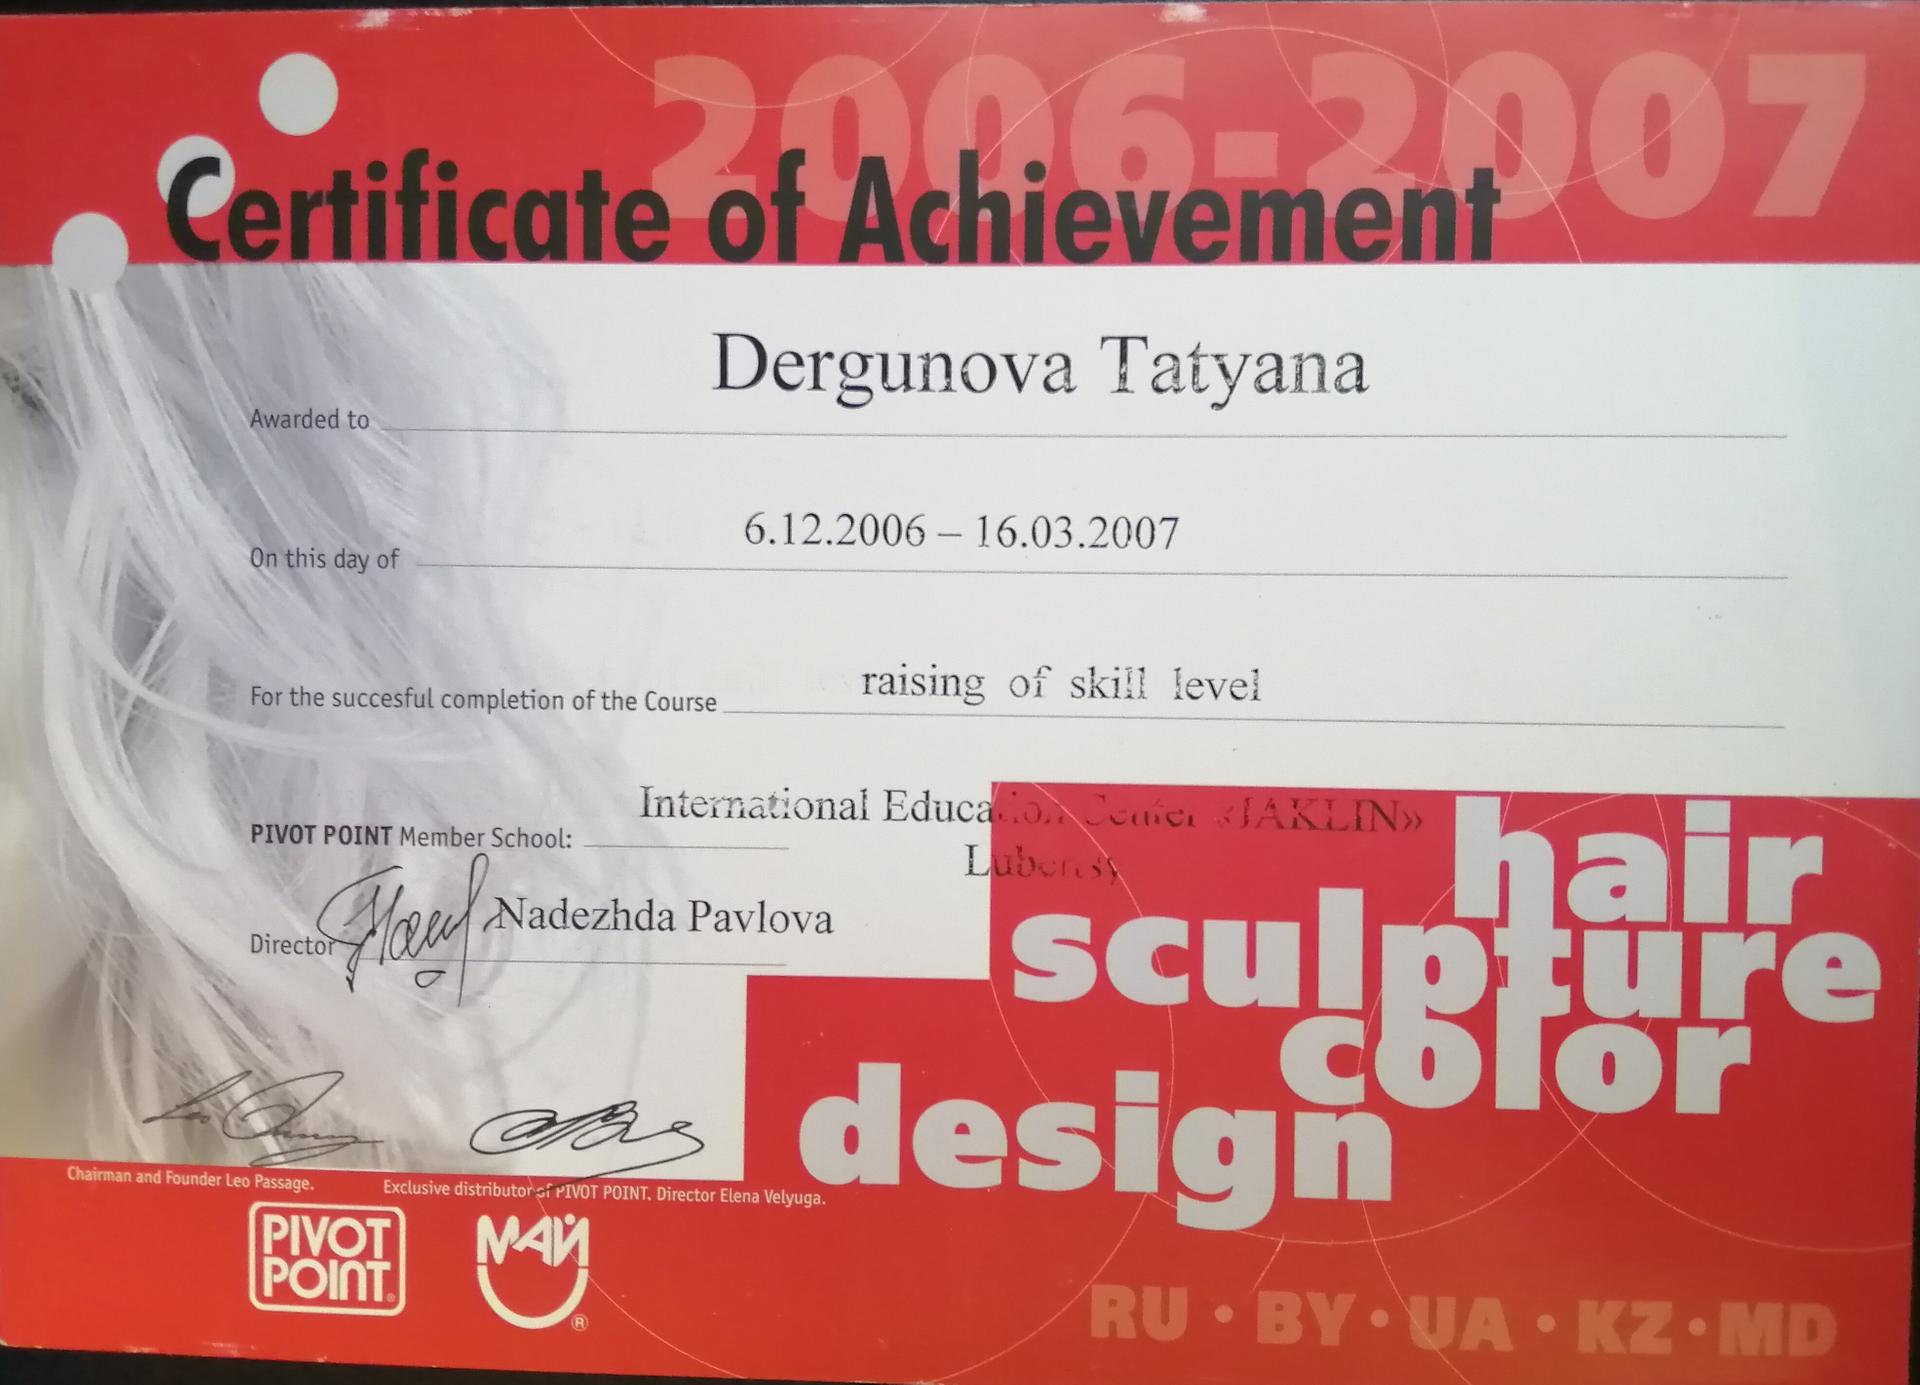 2006-2007
Certificate of Achievement
Dergunova Tatyana
Awarded to
6.12.2006 – 16.03.2007
On this day of
raising of skill level
For the succesful completion of the Course
International Education Center «JAKLIN»
PIVOT POINT Member School:
Lubertsy
Nadezhda Pavlova
Director
hair
sculpture
color
design
Chairman and Founder Leo Passage.
Exclusive distributor of PIVOT POINT. Director Elena Velyuga.
PIVOT
POINT
МАЙ
®
RU • BY • UA • KZ • MD